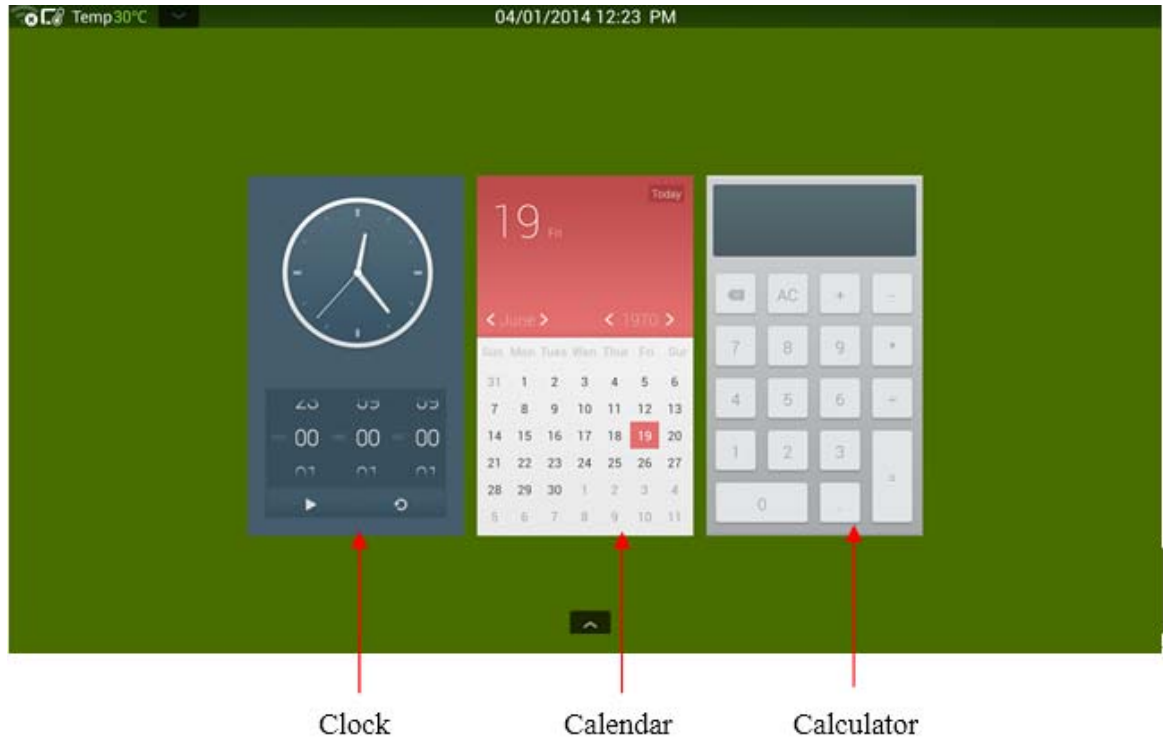 Temp30°C
04/01/2014 12:23 PM
Today
19 Fri
June 1970
Sun Mon Tues Wen Thur Fri
31 1 2 3 4 5 6
7 8 9 10 11 12 13
14 15 16 17 18 19 20
21 22 23 24 25 26 27
28 29 30 1 2 3 4
5 6 7 8 9 10 11
00 00 00
AC + -
7 8 9 *
4 5 6 ÷
1 2 3 =
0 .
Clock Calendar Calculator